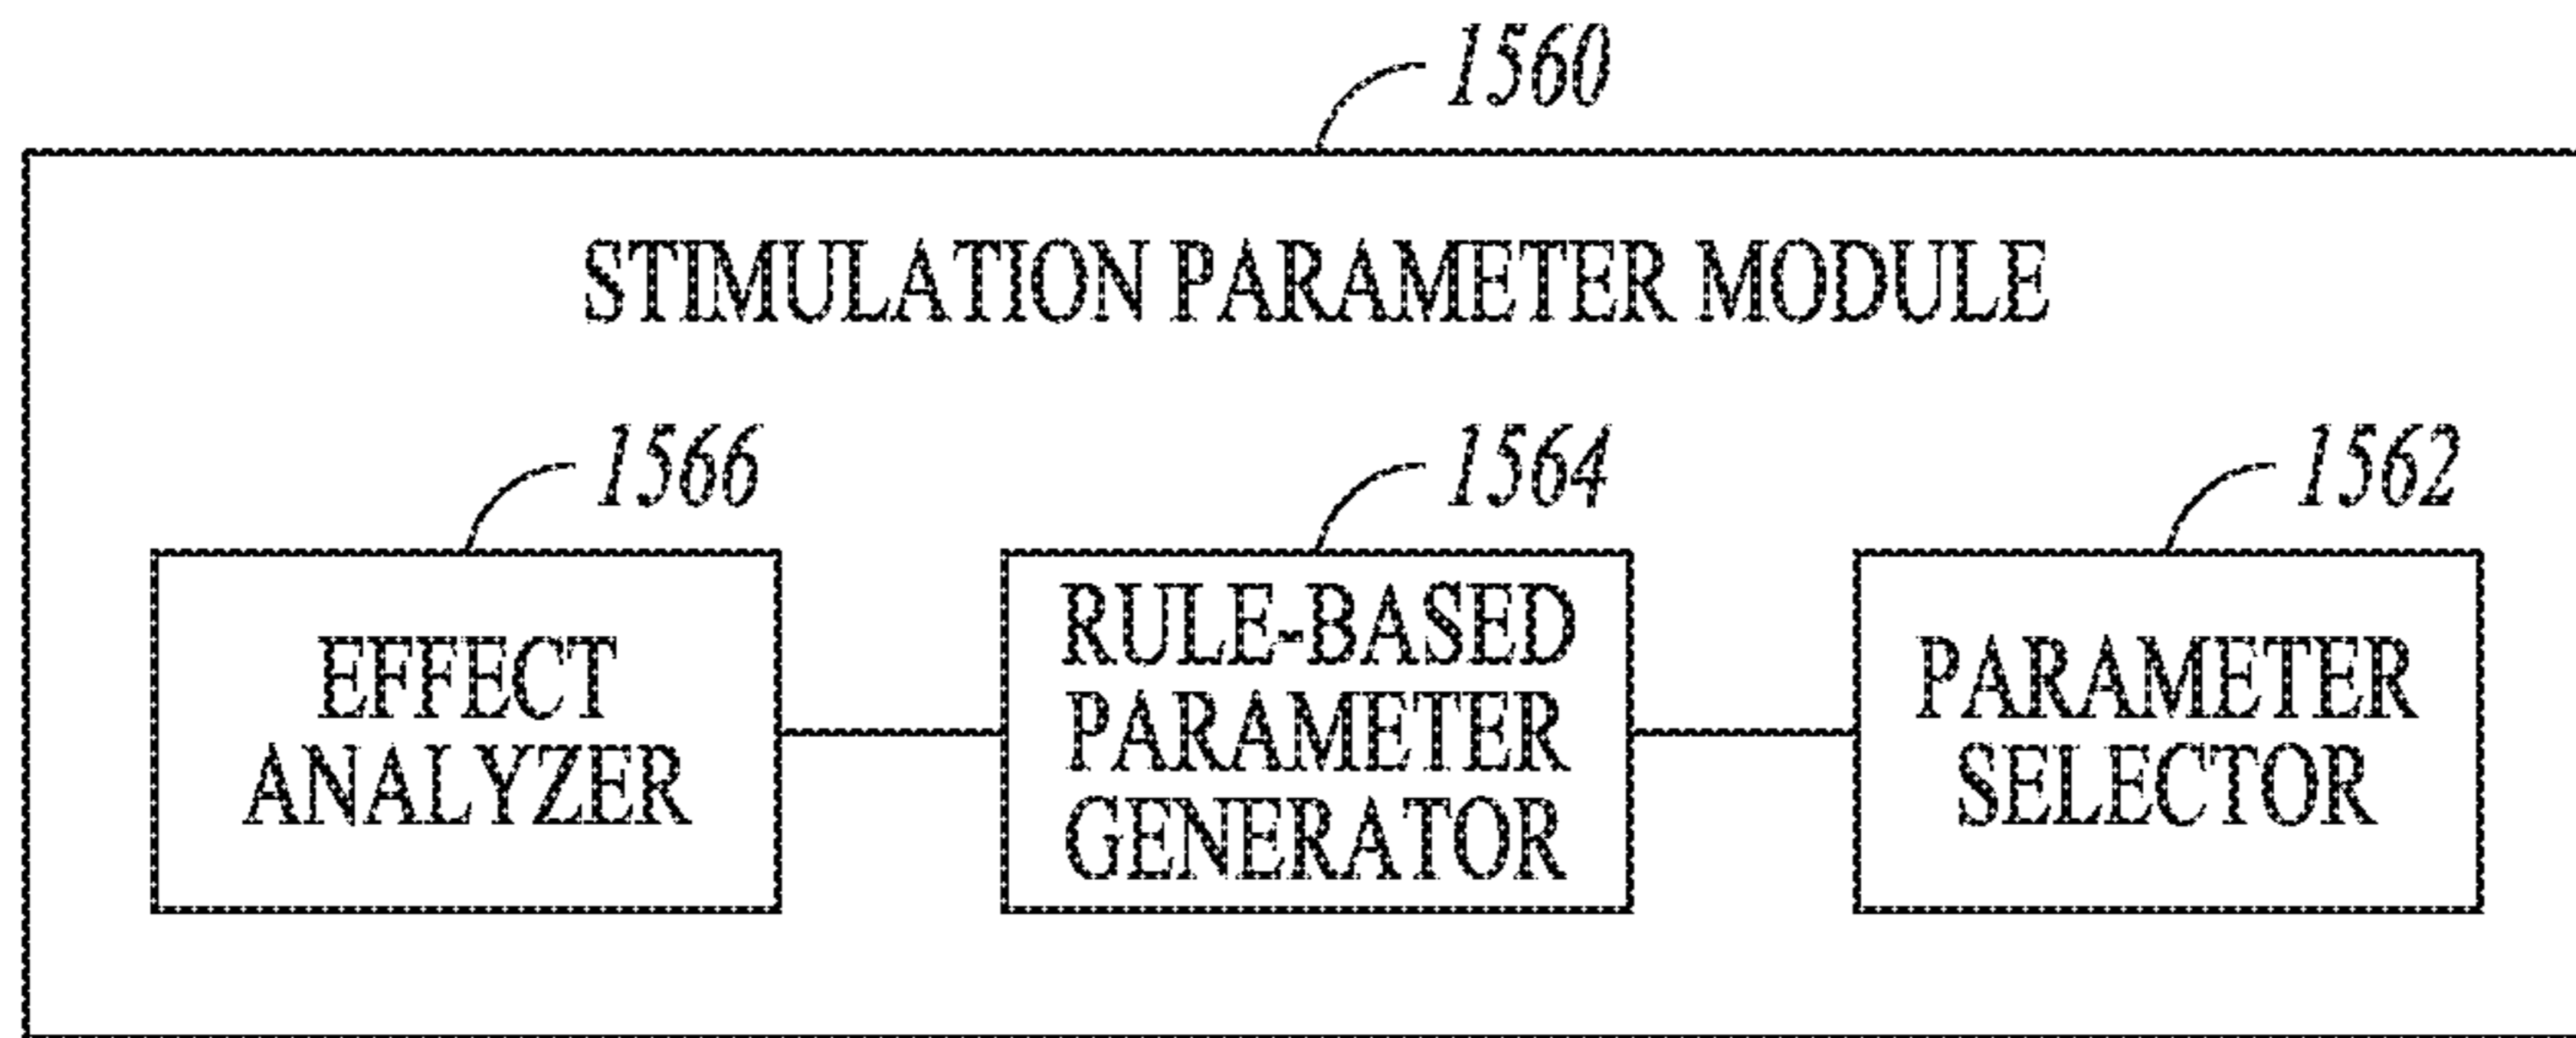 1560
STIMULATION PARAMETER MODULE
1566
1564
1562
EFFECT
ANALYZER
RULE-BASED
PARAMETER
GENERATOR
PARAMETER
SELECTOR